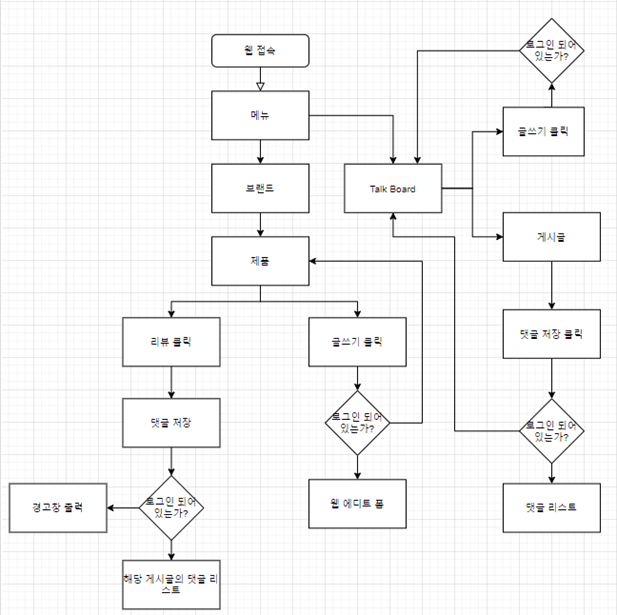 웹 접속
로그인 되어
있는가?
메뉴
글쓰기 클릭
브랜드
Talk Board
게시글
제품
리뷰 클릭
글쓰기 클릭
댓글 저장 클릭
댓글 저장
로그인 되어
있는가?
로그인 되어
있는가?
경고창 출력
로그인 되어
있는가?
웹 에디트 폼
댓글 리스트
해당 게시글의 댓글 리
스트